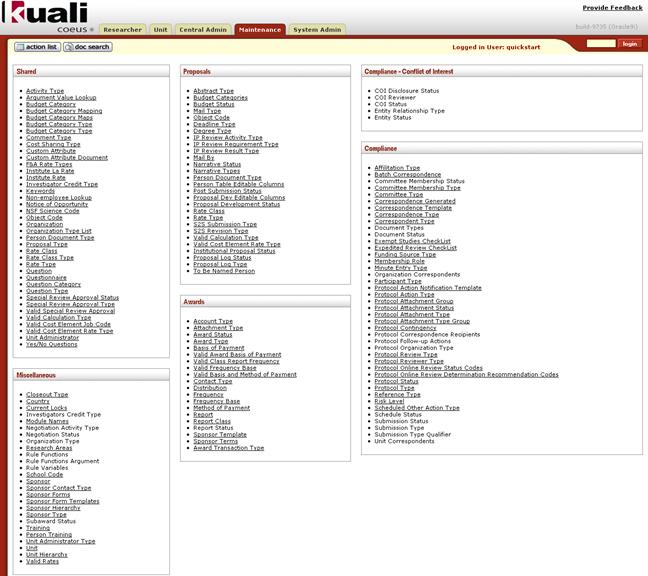 Kuali
coeus
Provide Feedback
build-9735 (Oracle9i)
Researcher
Unit
Central Admin
Maintenance
System Admin
action list
doc search
Logged in User: quickstart
login
Shared
Activity Type
Argument Value Lookup
Budget Category
Budget Category Mapping
Budget Category Maps
Budget Category Type
Budget Category Type
Comment Type
Cost Sharing Type
Custom Attribute
Custom Attribute Document
F&A Rate Types
Institute La Rate
Institute Rate
Investigator Credit Type
Keywords
Non-employee Lookup
Notice of Opportunity
NSF Science Code
Object Code
Organization
Organization Type List
Person Document Type
Proposal Type
Rate Class
Rate Class Type
Rate Type
Question
Questionnaire
Question Category
Question Type
Special Review Approval Status
Special Review Approval Type
Valid Special Review Approval
Valid Calculation Type
Valid Cost Element Job Code
Valid Cost Element Rate Type
Unit Administrator
Yes/No Questions
Miscellaneous
Closeout Type
Country
Current Locks
Investigators Credit Type
Module Names
Negotiation Activity Type
Negotiation Status
Organization Type
Research Areas
Rule Functions
Rule Functions Argument
Rule Variables
School Code
Sponsor
Sponsor Contact Type
Sponsor Forms
Sponsor Form Templates
Sponsor Hierarchy
Sponsor Type
Subaward Status
Training
Person Training
Unit Administrator Type
Unit
Unit Hierarchy
Valid Rates
Proposals
Abstract Type
Budget Categories
Budget Status
Mail Type
Object Code
Deadline Type
Degree Type
IP Review Activity Type
IP Review Requirement Type
IP Review Result Type
Mail By
Narrative Status
Narrative Types
Person Document Type
Person Table Editable Columns
Post Submission Status
Proposal Dev Editable Columns
Proposal Development Status
Rate Class
Rate Type
S2S Submission Type
S2S Revision Type
Valid Calculation Type
Valid Cost Element Rate Type
Institutional Proposal Status
Proposal Log Status
Proposal Log Type
To Be Named Person
Awards
Account Type
Attachment Type
Award Status
Award Type
Basis of Payment
Valid Award Basis of Payment
Valid Class Report Frequency
Valid Frequency Base
Valid Basis and Method of Payment
Contact Type
Distribution
Frequency
Frequency Base
Method of Payment
Report
Report Class
Report Status
Sponsor Template
Sponsor Terms
Award Transaction Type
Compliance - Conflict of Interest
COI Disclosure Status
COI Reviewer
COI Status
Entity Relationship Type
Entity Status
Compliance
Affilitation Type
Batch Correspondence
Committee Membership Status
Committee Membership Type
Committee Type
Correspondence Generated
Correspondence Template
Correspondence Type
Correspondent Type
Document Types
Document Status
Exempt Studies CheckList
Expedited Review CheckList
Funding Source Type
Membership Role
Minute Entry Type
Organization Correspondents
Participant Type
Protocol Action Notification Template
Protocol Action Type
Protocol Attachment Group
Protocol Attachment Status
Protocol Attachment Type
Protocol Attachment Type Group
Protocol Contingency
Protocol Correspondence Recipients
Protocol Follow-up Actions
Protocol Organization Type
Protocol Review Type
Protocol Reviewer Type
Protocol Online Review Status Codes
Protocol Online Review Determination Recommendation Codes
Protocol Status
Protocol Type
Reference Type
Risk Level
Scheduled Other Action Type
Schedule Status
Submission Status
Submission Type
Submission Type Qualifier
Unit Correspondents